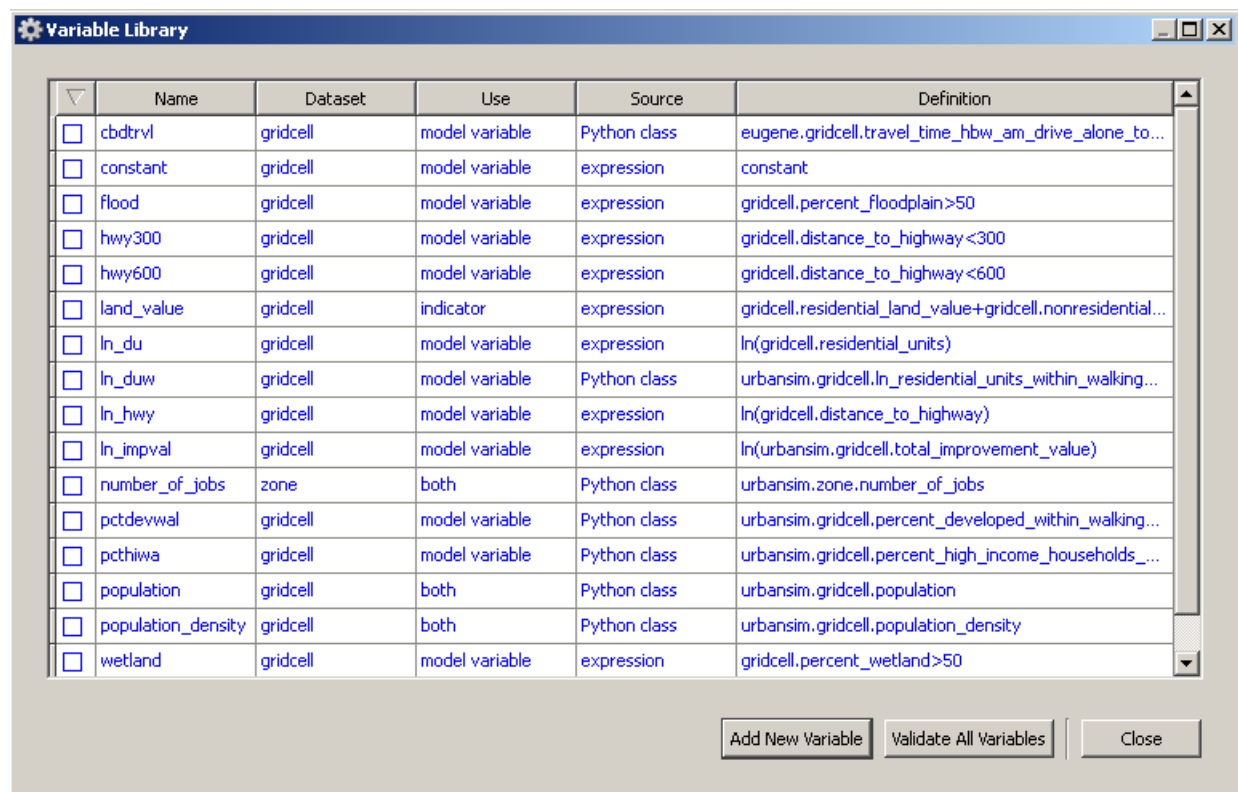 Variable Library
Name Dataset Use Source Definition
cbdtrvl gridcell model variable Python class eugene.gridcell.travel_time_hbw_am_drive_alone_to...
constant gridcell model variable expression constant
flood gridcell model variable expression gridcell.percent_floodplain>50
hwy300 gridcell model variable expression gridcell.distance_to_highway<300
hwy600 gridcell model variable expression gridcell.distance_to_highway<600
land_value gridcell indicator expression gridcell.residential_land_value+gridcell.nonresidential...
ln_du gridcell model variable expression ln(gridcell.residential_units)
ln_duw gridcell model variable Python class urbansim.gridcell.ln_residential_units_within_walking...
ln_hwy gridcell model variable expression ln(gridcell.distance_to_highway)
ln_impval gridcell model variable expression ln(urbansim.gridcell.total_improvement_value)
number_of_jobs zone both Python class urbansim.zone.number_of_jobs
pctdevwal gridcell model variable Python class urbansim.gridcell.percent_developed_within_walking...
pcthiwa gridcell model variable Python class urbansim.gridcell.percent_high_income_households_...
population gridcell both Python class urbansim.gridcell.population
population_density gridcell both Python class urbansim.gridcell.population_density
wetland gridcell model variable expression gridcell.percent_wetland>50
Add New Variable Validate All Variables Close